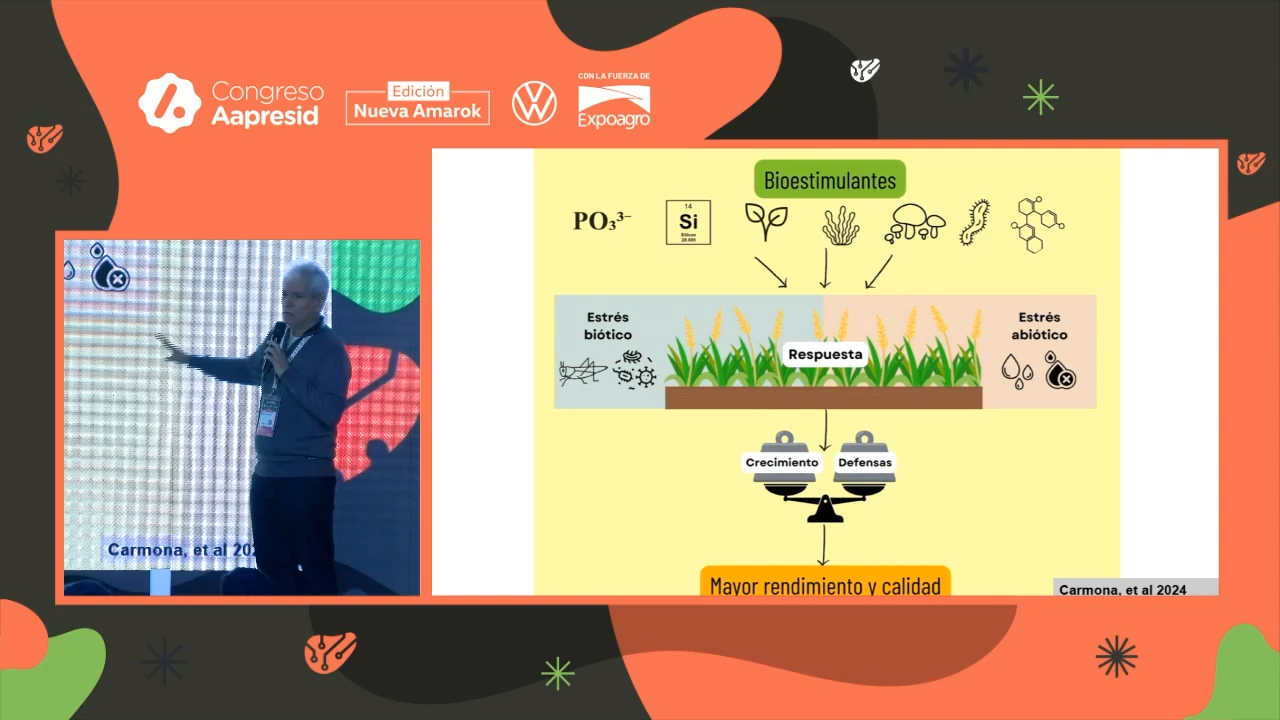 Congreso
Aapresid
Edición
Nueva Amarok
CON LA FUERZA DE
Expoagro
Bioestimulantes
PO₃³⁻
14
Si
Silicon
Estrés
biótico
Respuesta
Estrés
abiótico
Crecimiento
Defensas
Mayor rendimiento y calidad
Carmona, et al 2024
Carmona, et al 202